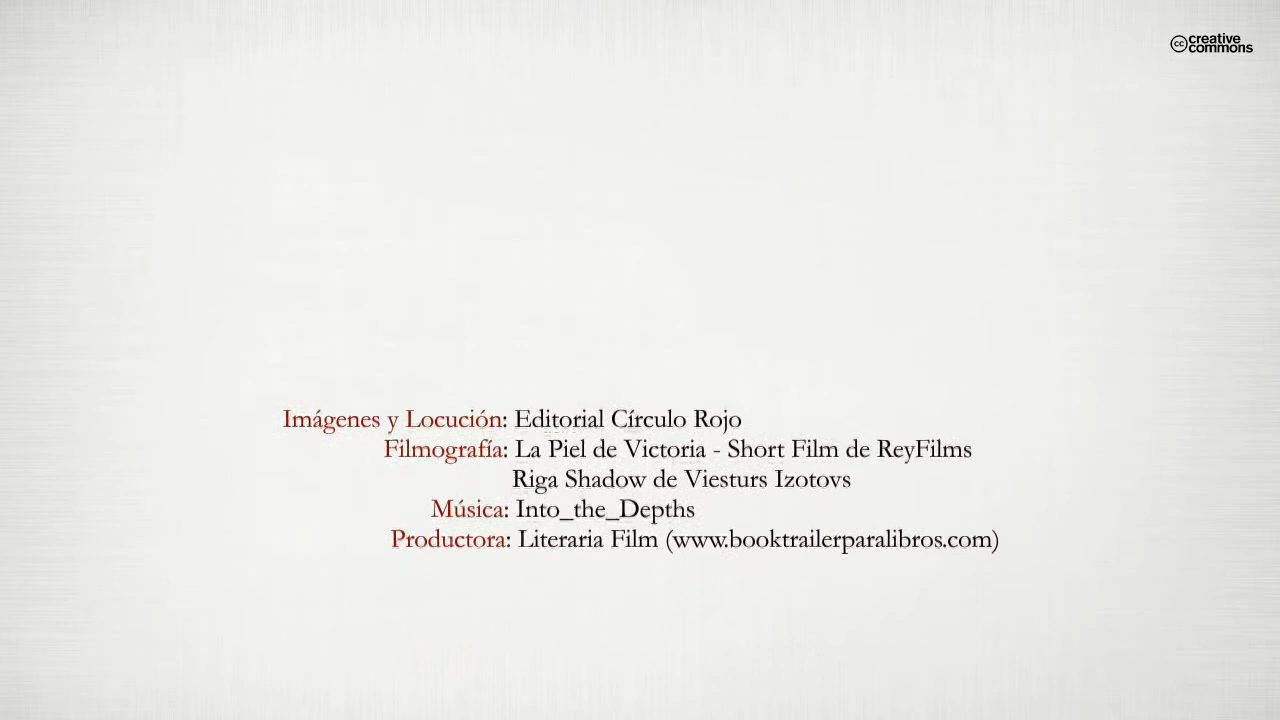 cc creative
commons
Imágenes y Locución: Editorial Círculo Rojo
Filmografía: La Piel de Victoria - Short Film de ReyFilms
Riga Shadow de Viesturs Izotovs
Música: Into_the_Depths
Productora: Literaria Film (www.booktrailerparalibros.com)